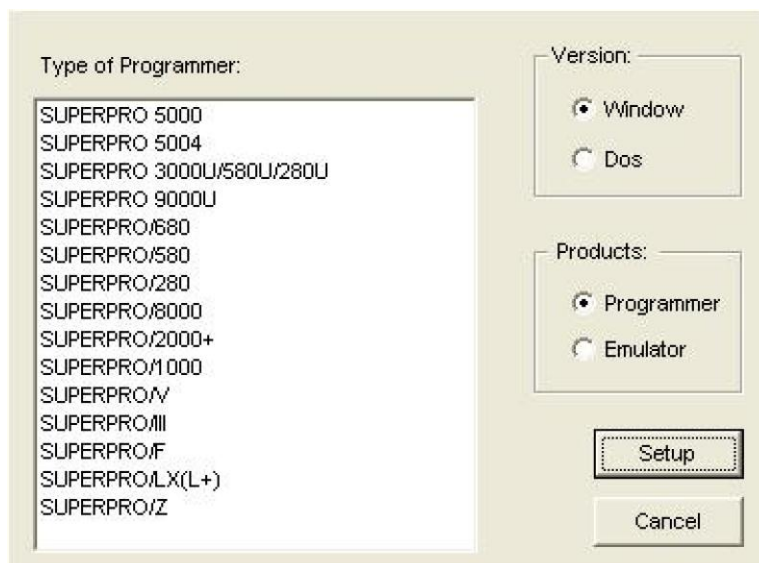 Type of Programmer:
SUPERPRO 5000
SUPERPRO 5004
SUPERPRO 3000U/580U/280U
SUPERPRO 9000U
SUPERPRO/680
SUPERPRO/580
SUPERPRO/280
SUPERPRO/8000
SUPERPRO/2000+
SUPERPRO/1000
SUPERPRO/V
SUPERPRO/III
SUPERPRO/F
SUPERPRO/LX(L+)
SUPERPRO/Z
Version:
Window
Dos
Products:
Programmer
Emulator
Setup
Cancel